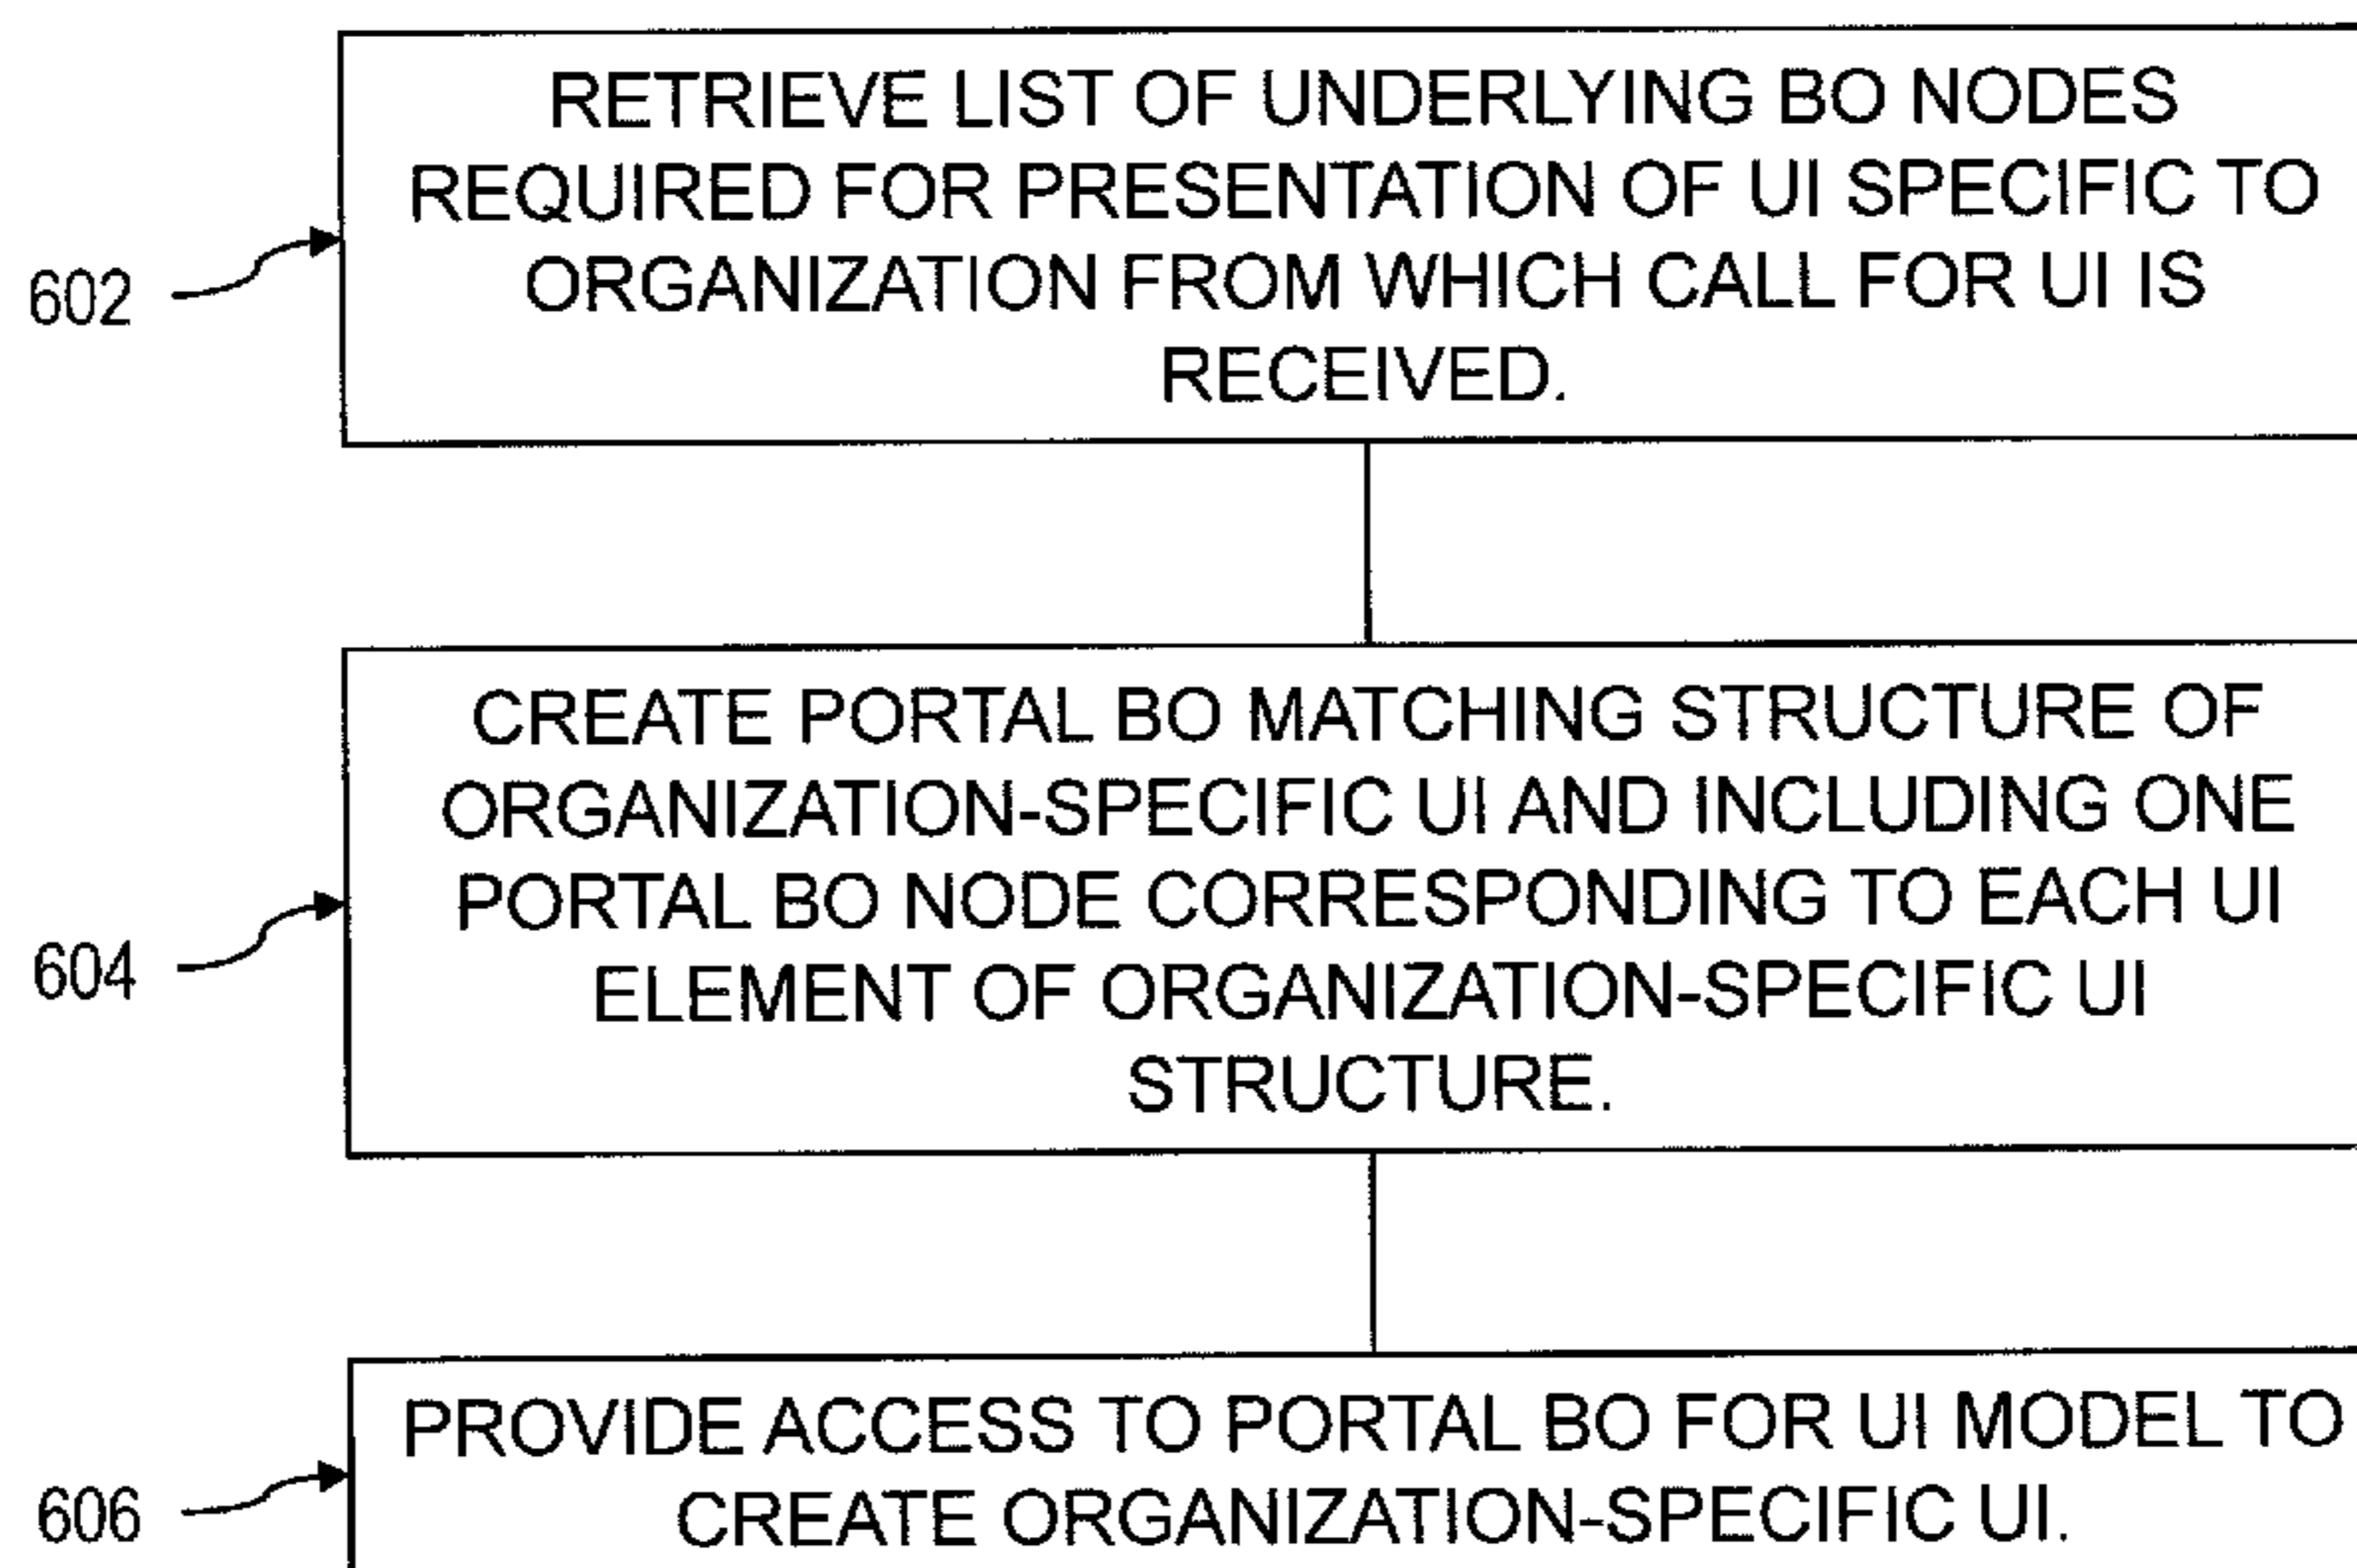 RETRIEVE LIST OF UNDERLYING BO NODES
REQUIRED FOR PRESENTATION OF UI SPECIFIC TO
ORGANIZATION FROM WHICH CALL FOR UI IS
RECEIVED.
602
CREATE PORTAL BO MATCHING STRUCTURE OF
ORGANIZATION-SPECIFIC UI AND INCLUDING ONE
PORTAL BO NODE CORRESPONDING TO EACH UI
ELEMENT OF ORGANIZATION-SPECIFIC UI
STRUCTURE.
604
PROVIDE ACCESS TO PORTAL BO FOR UI MODEL TO
CREATE ORGANIZATION-SPECIFIC UI.
606